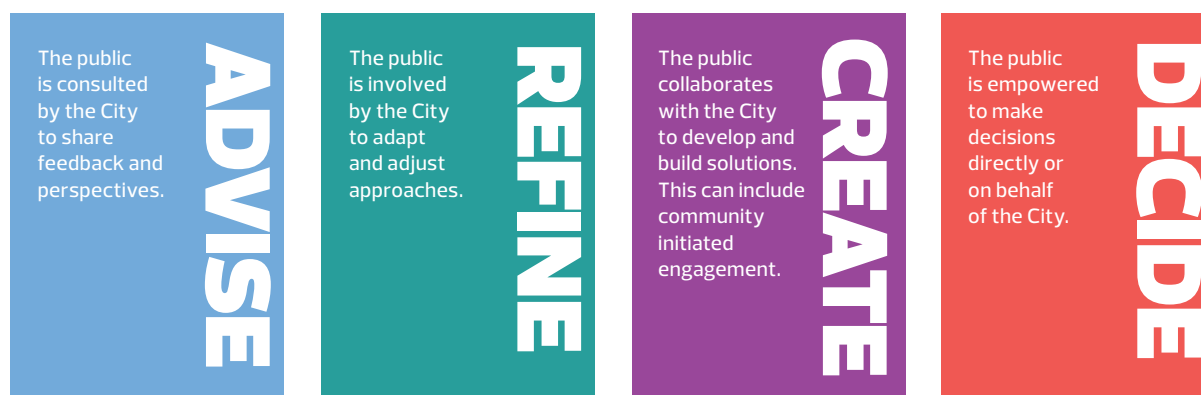 The public
is consulted
by the City
to share
feedback and
perspectives.
ADVISE
The public
is involved
by the City
to adapt
and adjust
approaches.
REFINE
The public
collaborates
with the City
to develop and
build solutions.
This can include
community
initiated
engagement.
CREATE
The public
is empowered
to make
decisions
directly or
on behalf
of the City.
DECIDE